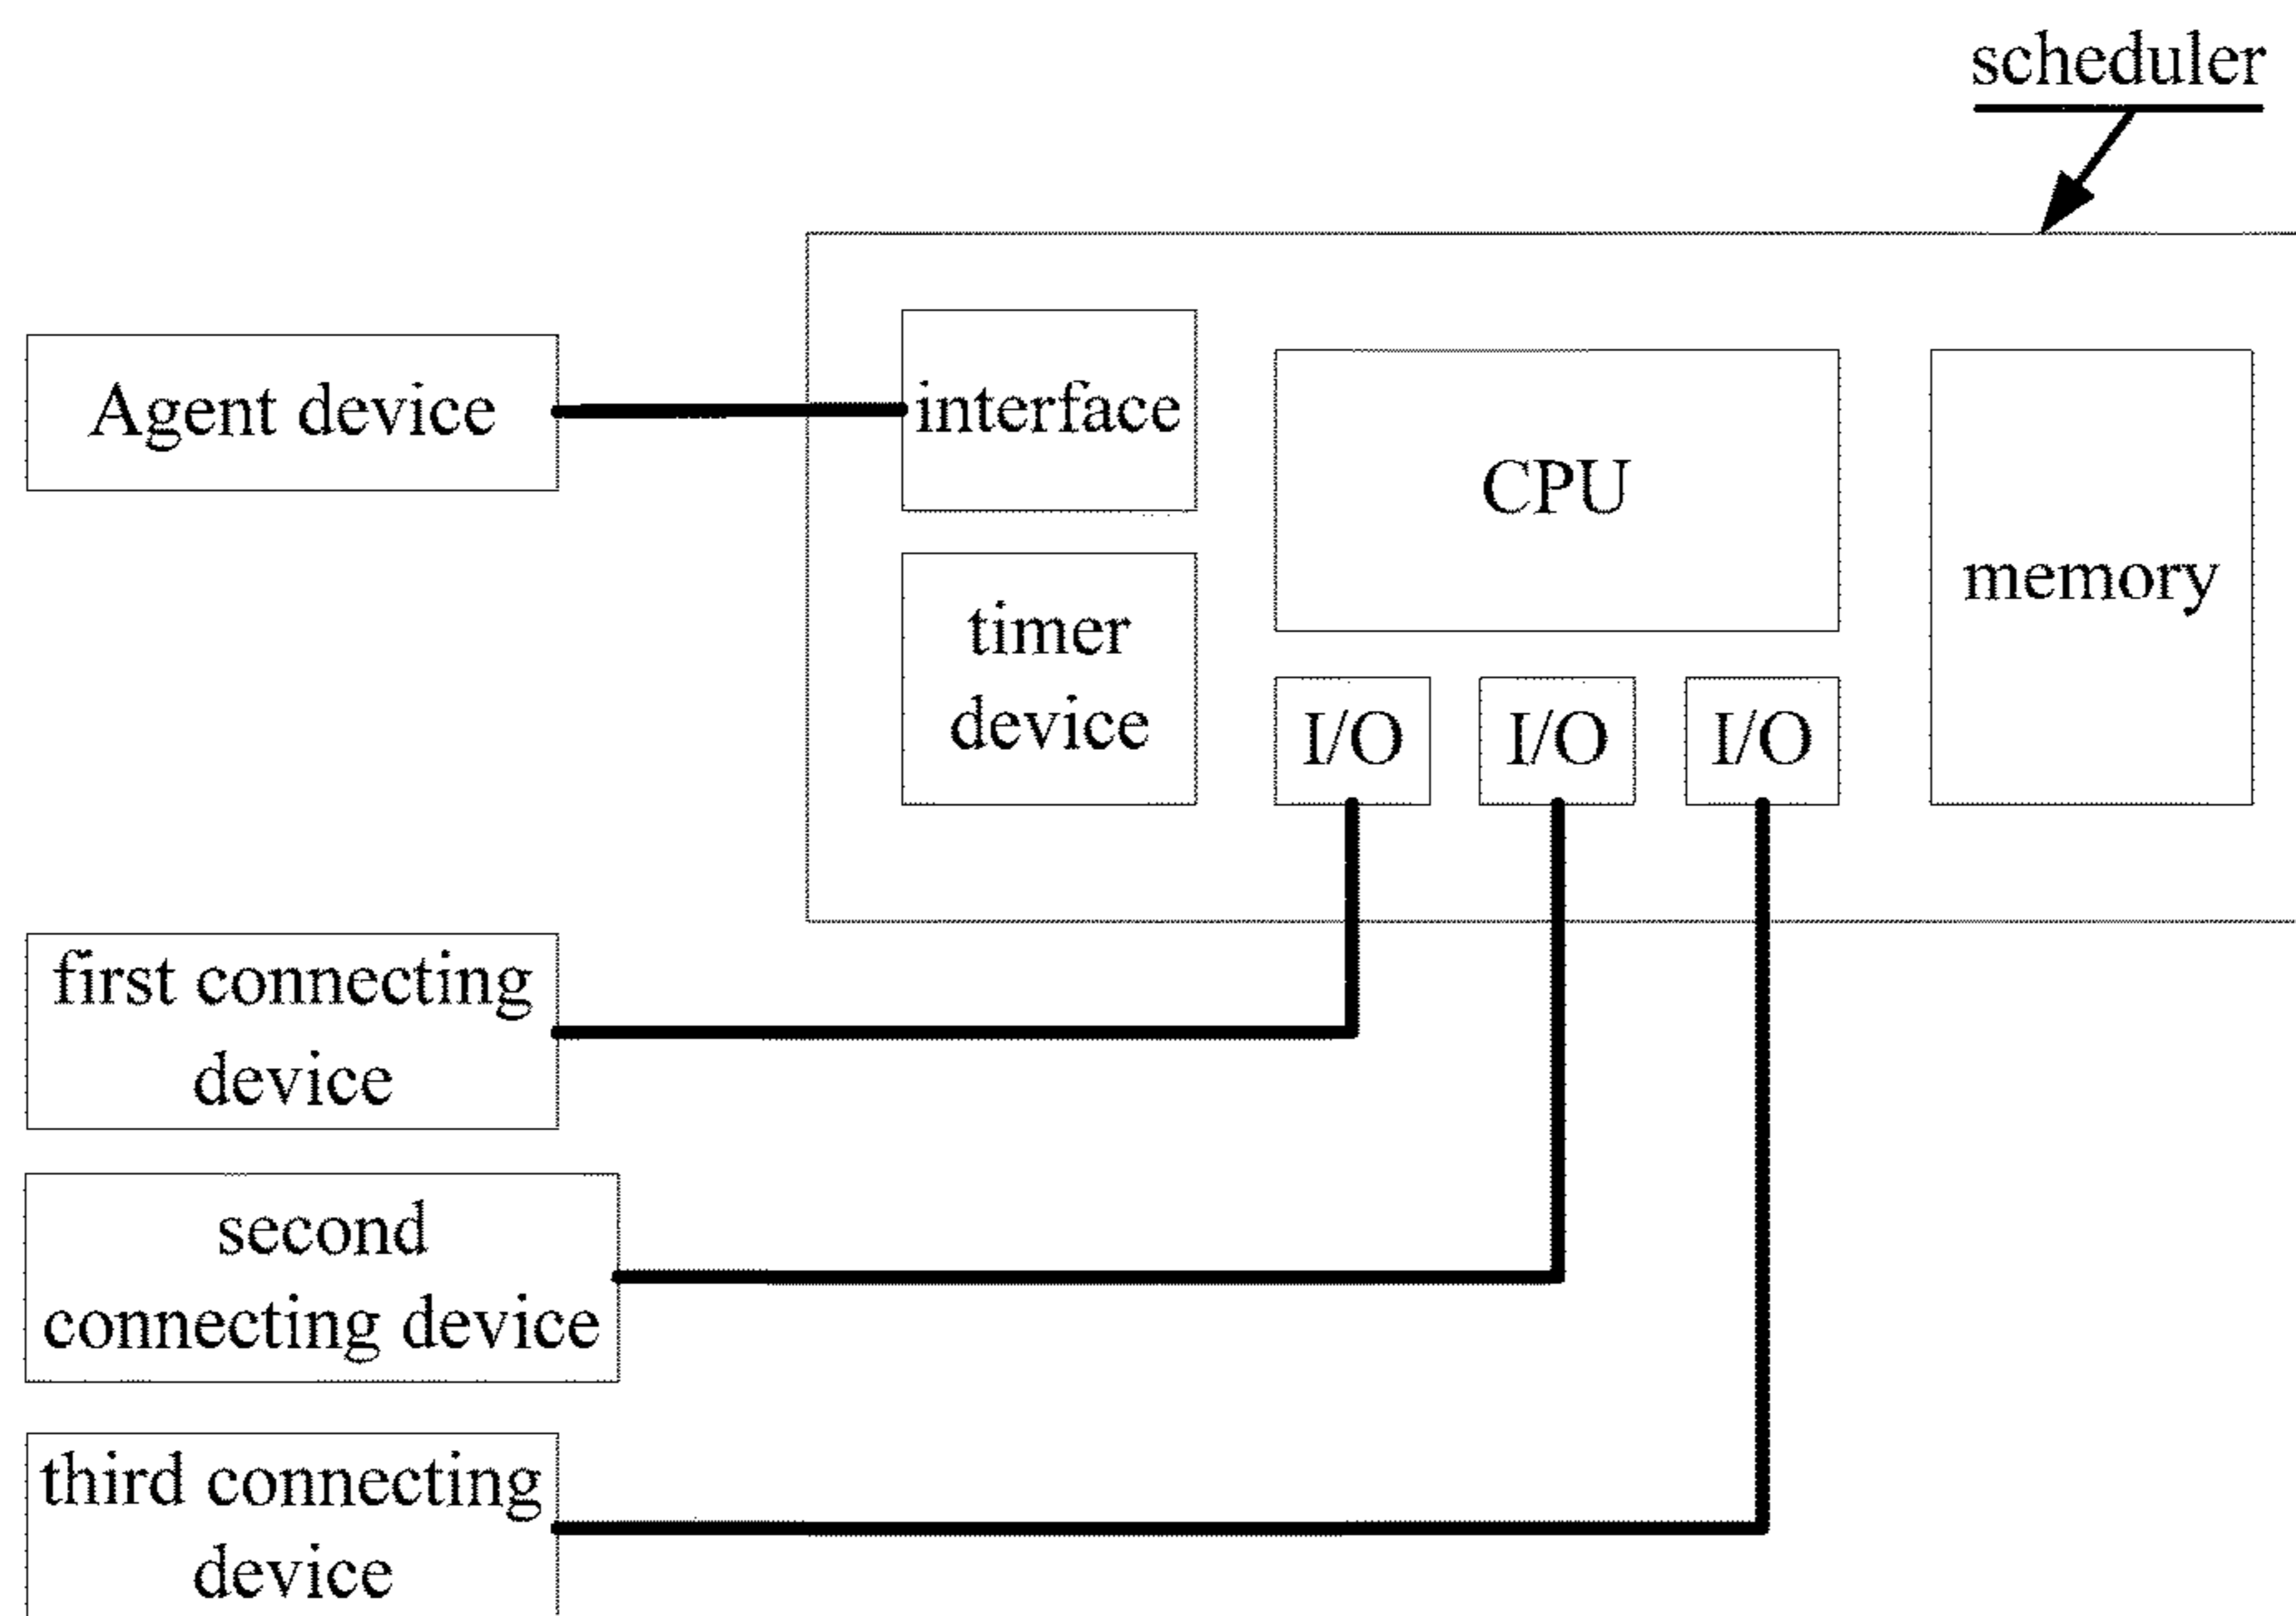 scheduler
Agent device
interface
CPU
memory
timer
device
I/O
I/O
I/O
first connecting
device
second
connecting device
third connecting
device